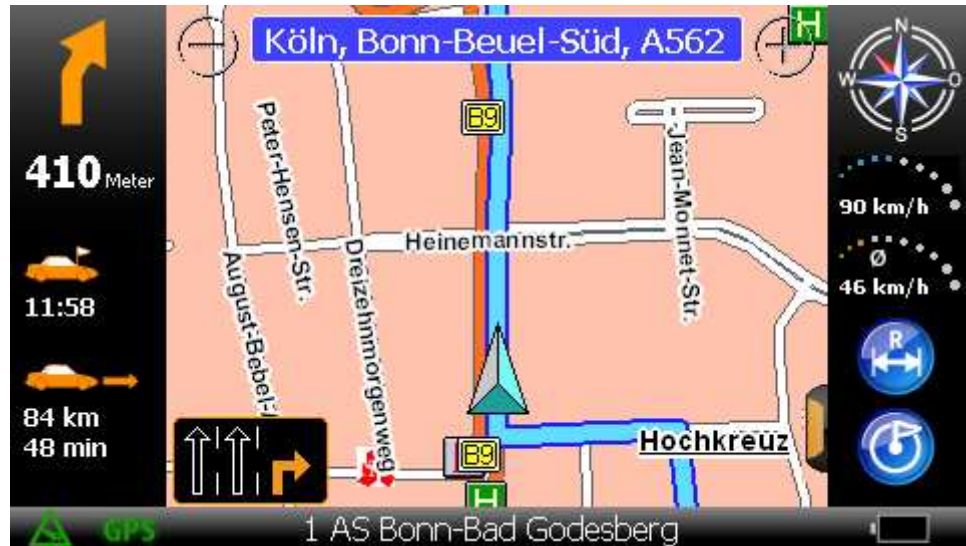 Köln, Bonn-Beuel-Süd, A562
H
N
W
O
S
410 Meter
11:58
84 km
48 min
B9
Peter-Hensen-Str.
Jean-Monnet-Str.
Heinemannstr.
August-Bebel-
Dreizehnmorgenweg
Hochkreuz
B9
H
90 km/h
Ø
46 km/h
R
GPS
1 AS Bonn-Bad Godesberg